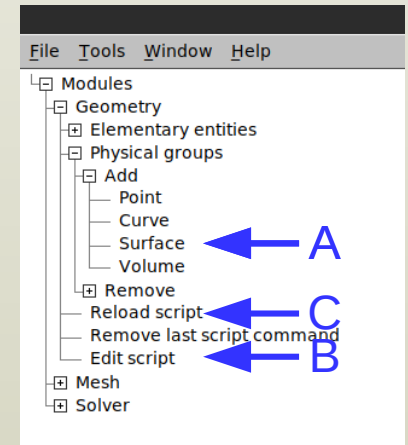 File Tools Window Help
Modules
Geometry
Elementary entities
Physical groups
Add
Point
Curve
Surface A
Volume
Remove
Reload script C
Remove last script command
Edit script B
Mesh
Solver